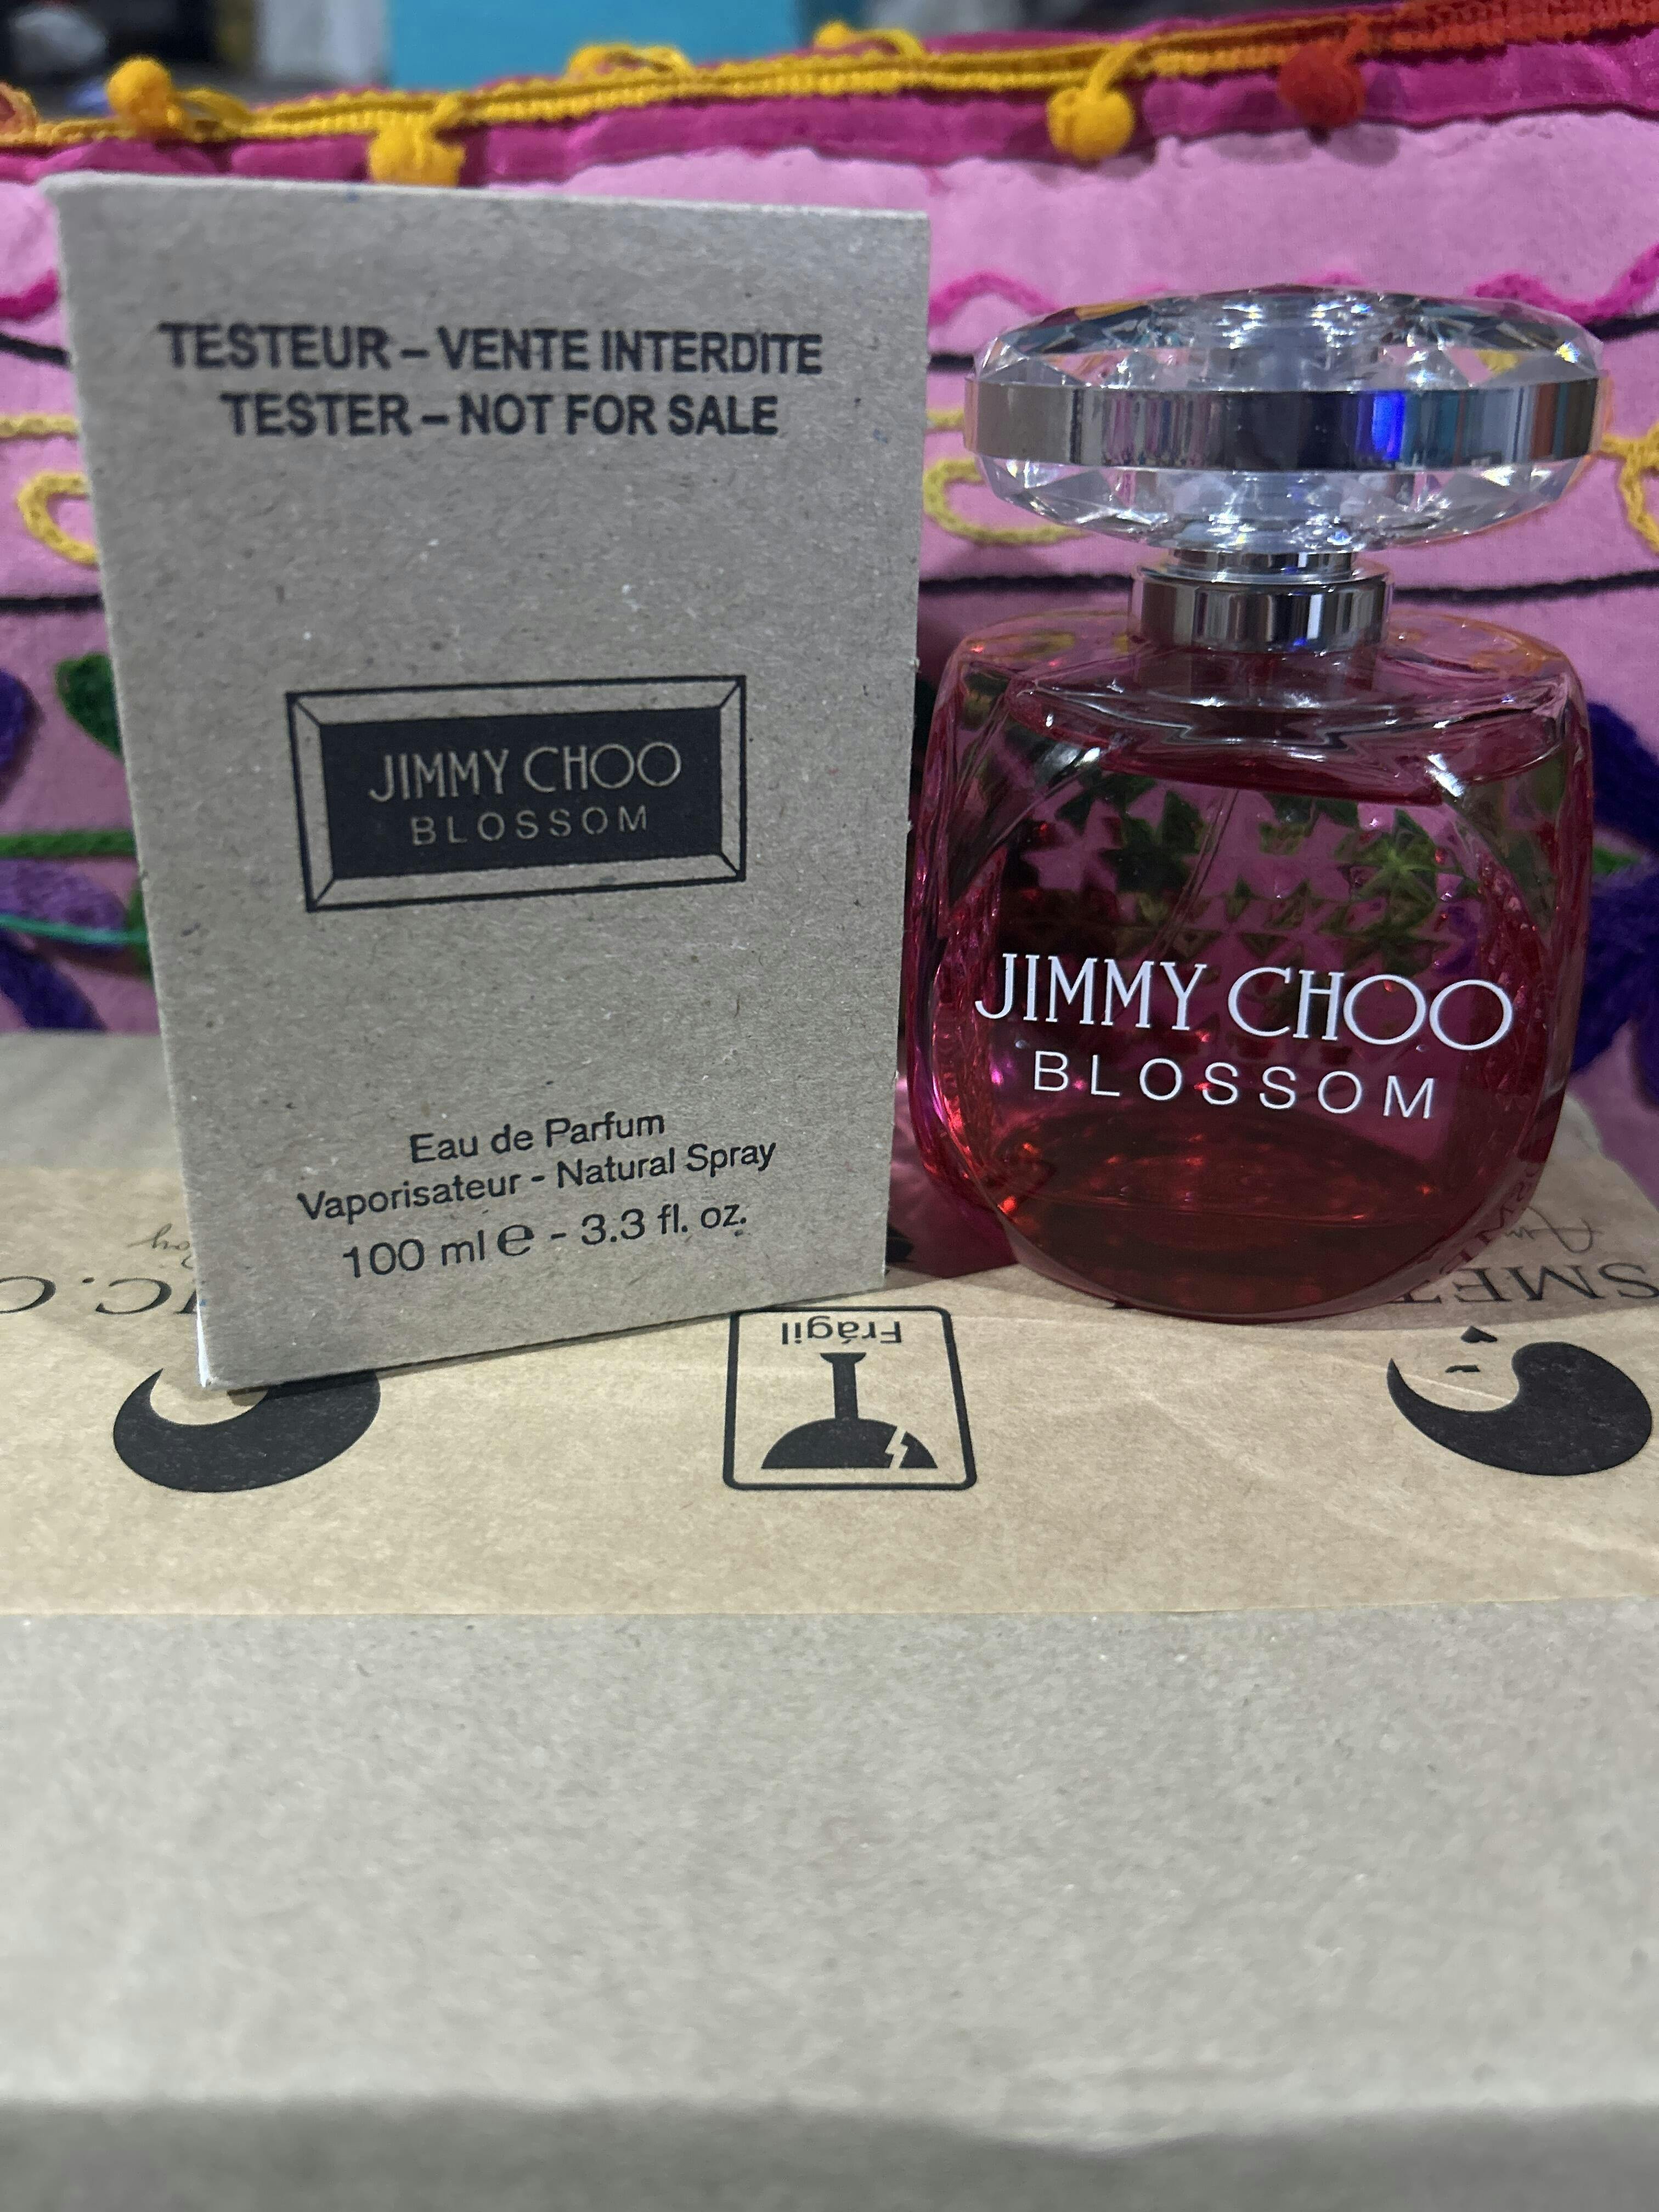 TESTEUR – VENTE INTERDITE
TESTER – NOT FOR SALE
JIMMY CHOO
BLOSSOM
Eau de Parfum
Vaporisateur - Natural Spray
100 ml e - 3.3 fl. oz.
JIMMY CHOO
BLOSSOM
Frágil